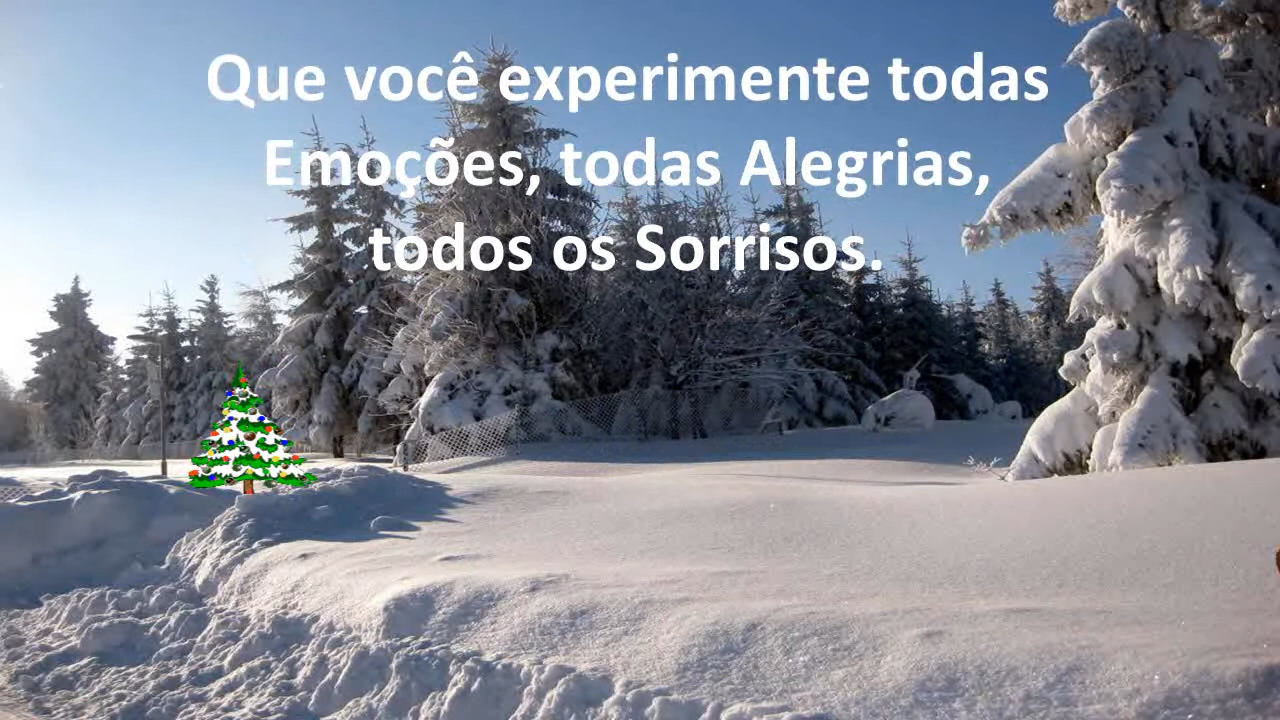 Que você experimente todas
Emoções, todas Alegrias,
todos os Sorrisos.